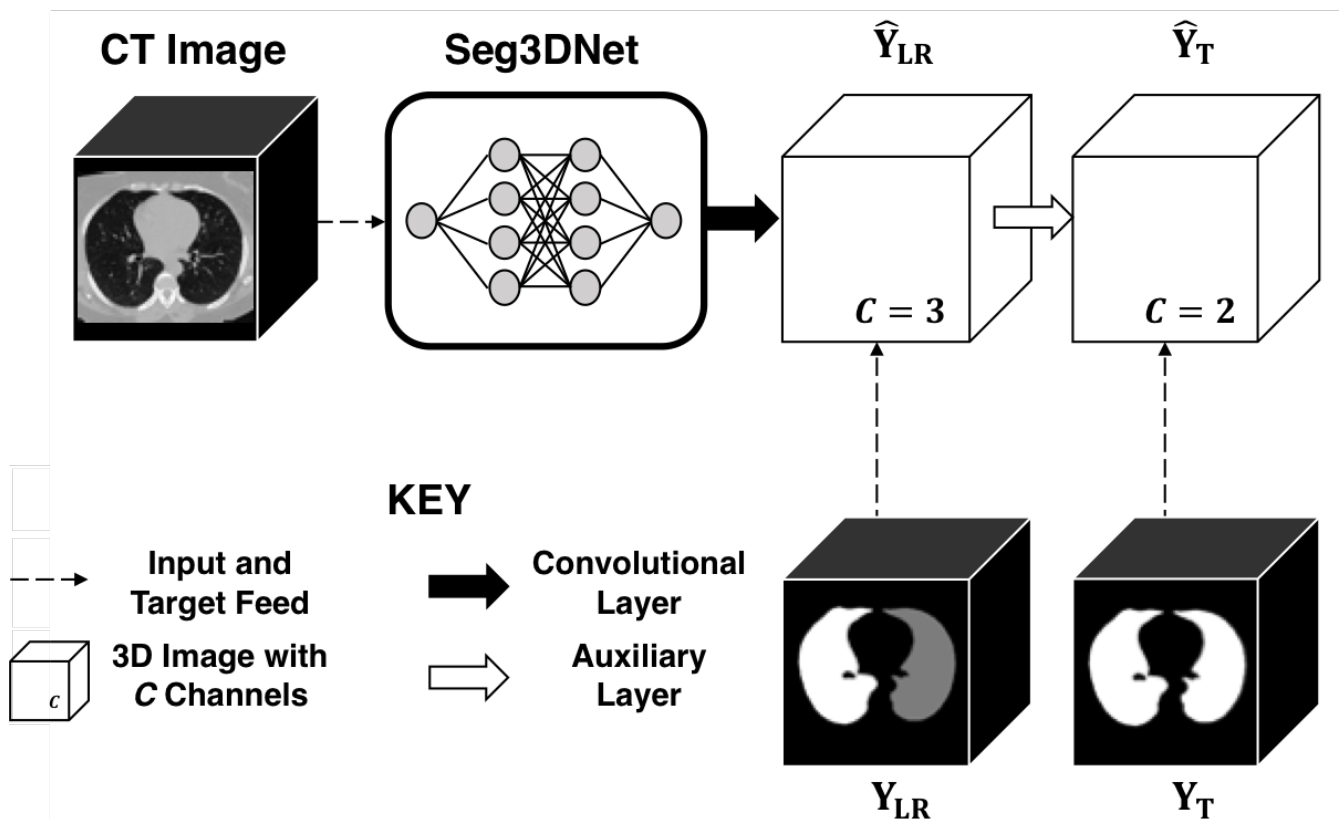 CT Image
Seg3DNet
Ŷ_LR
Ŷ_T
C = 3
C = 2
KEY
Input and
Target Feed
Convolutional
Layer
3D Image with
C Channels
C
Auxiliary
Layer
Y_LR
Y_T